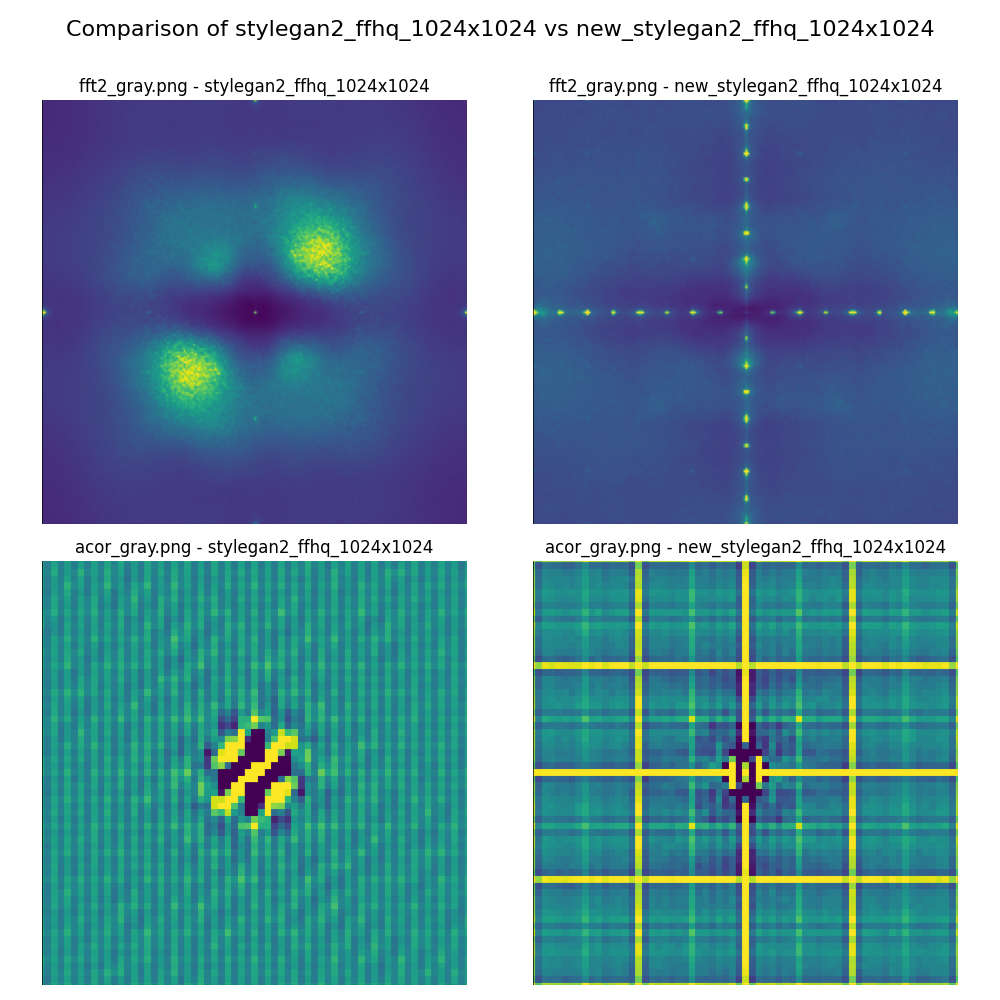 Comparison of stylegan2_ffhq_1024x1024 vs new_stylegan2_ffhq_1024x1024
fft2_gray.png - stylegan2_ffhq_1024x1024
fft2_gray.png - new_stylegan2_ffhq_1024x1024
acor_gray.png - stylegan2_ffhq_1024x1024
acor_gray.png - new_stylegan2_ffhq_1024x1024